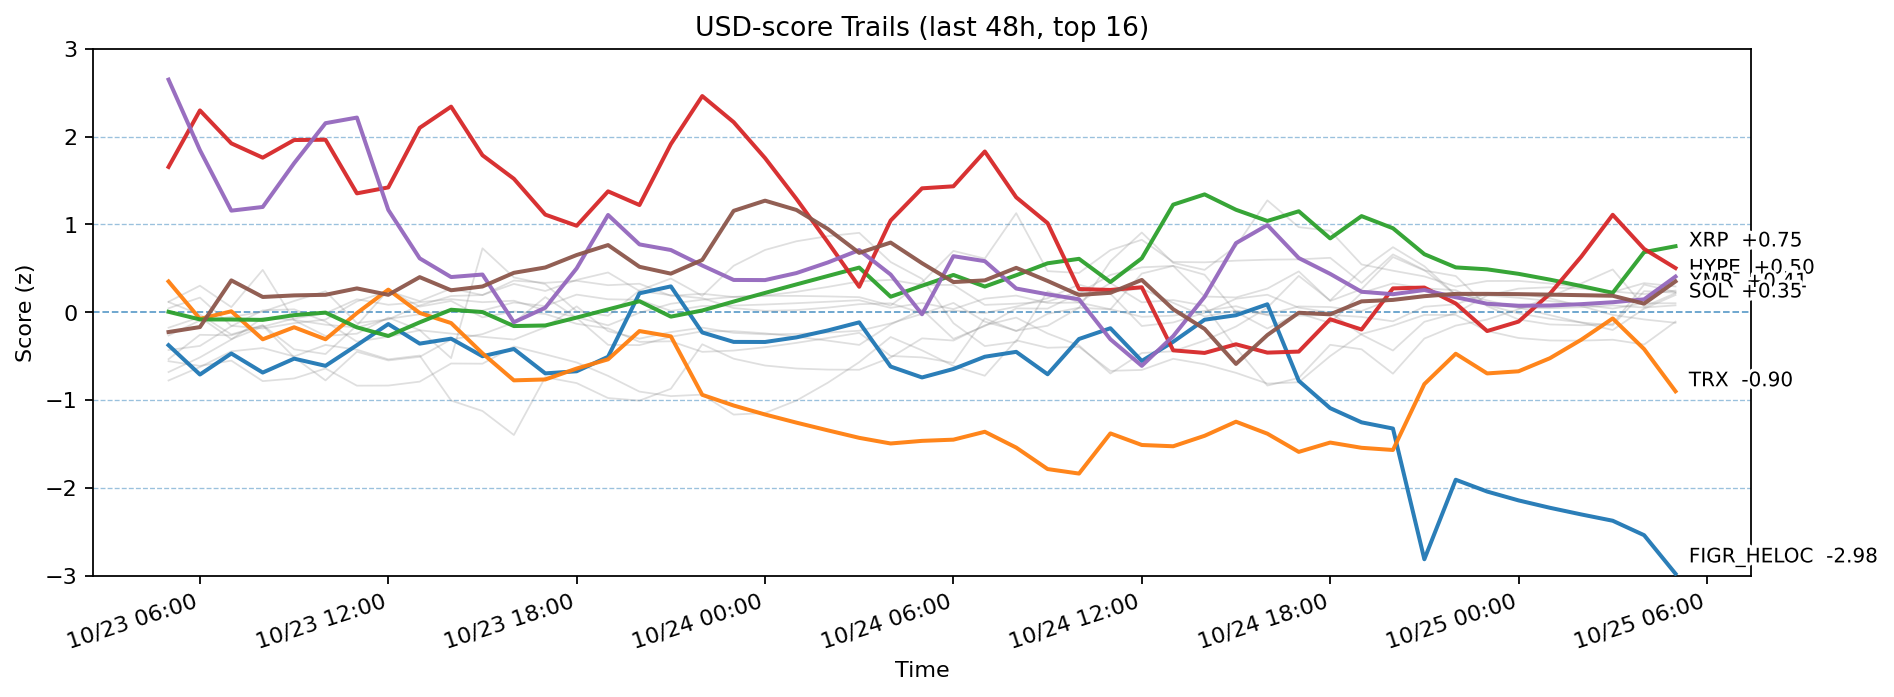 USD-score Trails (last 48h, top 16)
Score (z)
3
2
1
0
−1
−2
−3
XRP +0.75
HYPE +0.50
XMR +0.41
SOL +0.35
TRX -0.90
FIGR_HELOC -2.98
10/23 06:00
10/23 12:00
10/23 18:00
10/24 00:00
10/24 06:00
10/24 12:00
10/24 18:00
10/25 00:00
10/25 06:00
Time